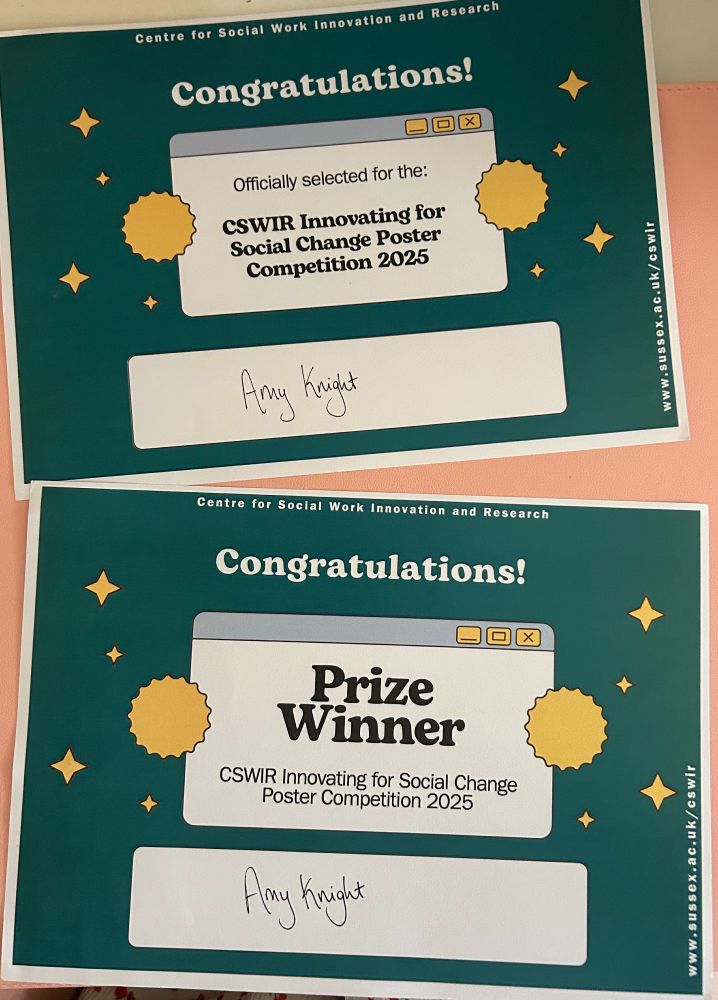 Centre for Social Work Innovation and Research
Congratulations!
Officially selected for the:
CSWIR Innovating for
Social Change Poster
Competition 2025
Amy Knight
www.sussex.ac.uk/cswir
Centre for Social Work Innovation and Research
Congratulations!
Prize
Winner
CSWIR Innovating for Social Change
Poster Competition 2025
Amy Knight
www.sussex.ac.uk/cswir